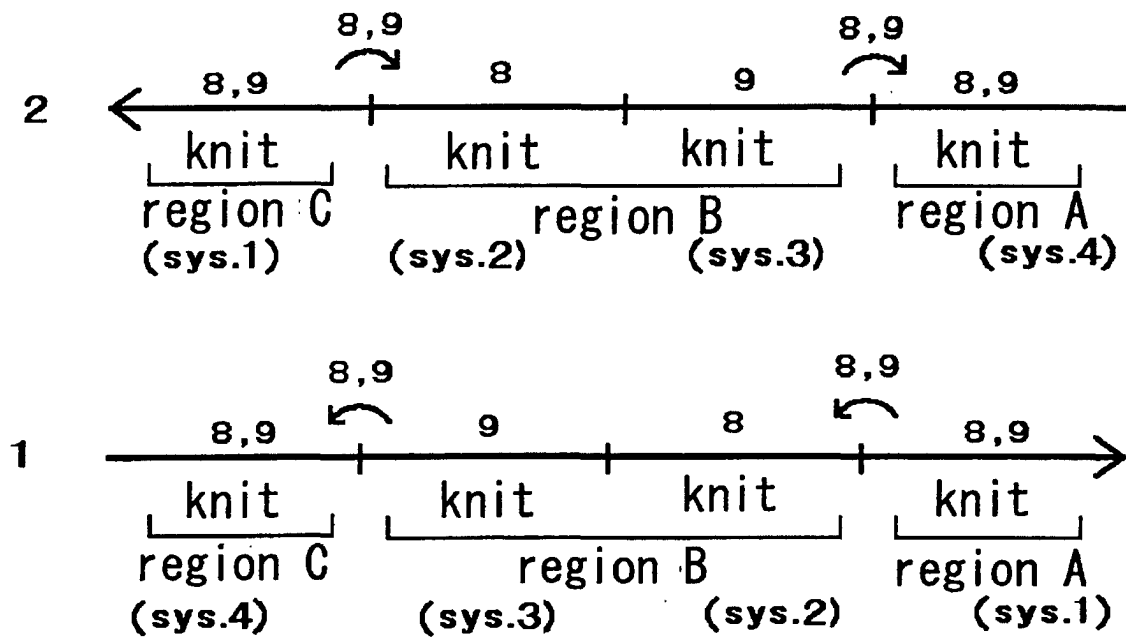 8,9 8,9
8,9 8 9 8,9
2
knit knit knit knit
region C region B region A
(sys.1) (sys.2) (sys.3) (sys.4)
8,9 8,9
8,9 9 8 8,9
1
knit knit knit knit
region C region B region A
(sys.4) (sys.3) (sys.2) (sys.1)